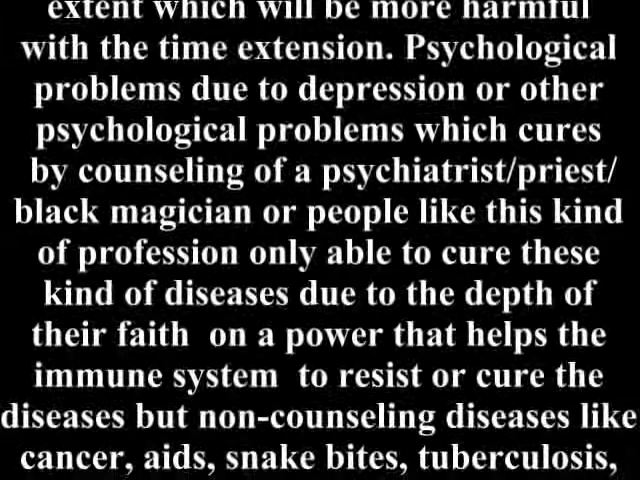 extent which will be more harmful
with the time extension. Psychological
problems due to depression or other
psychological problems which cures
by counseling of a psychiatrist/priest/
black magician or people like this kind
of profession only able to cure these
kind of diseases due to the depth of
their faith on a power that helps the
immune system to resist or cure the
diseases but non-counseling diseases like
cancer, aids, snake bites, tuberculosis,